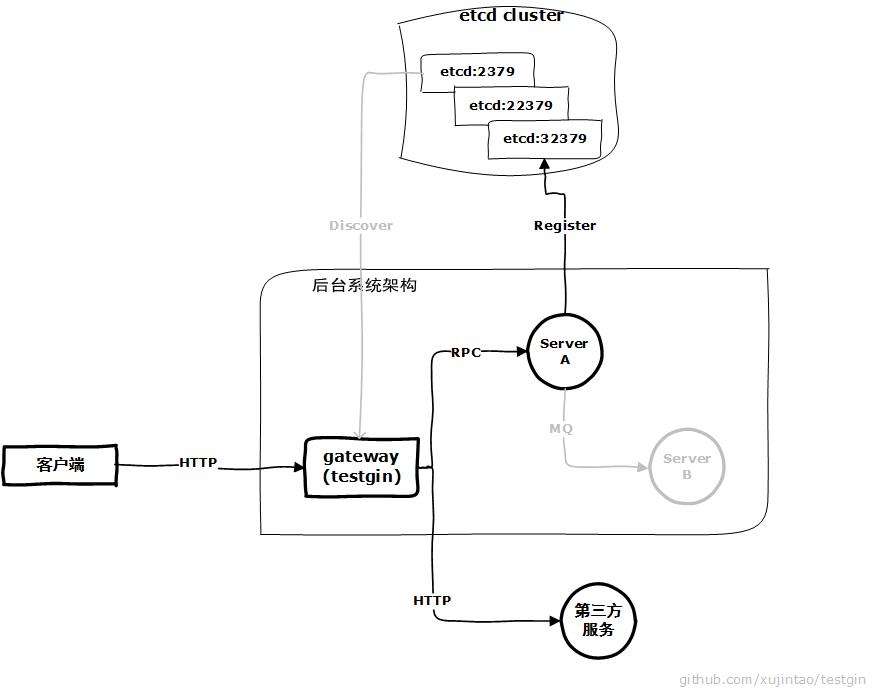 etcd cluster
etcd:2379
etcd:22379
etcd:32379
Discover
Register
后台系统架构
Server
A
RPC
MQ
Server
B
客户端
HTTP
gateway
(testgin)
HTTP
第三方
服务
github.com/xujintao/testgin